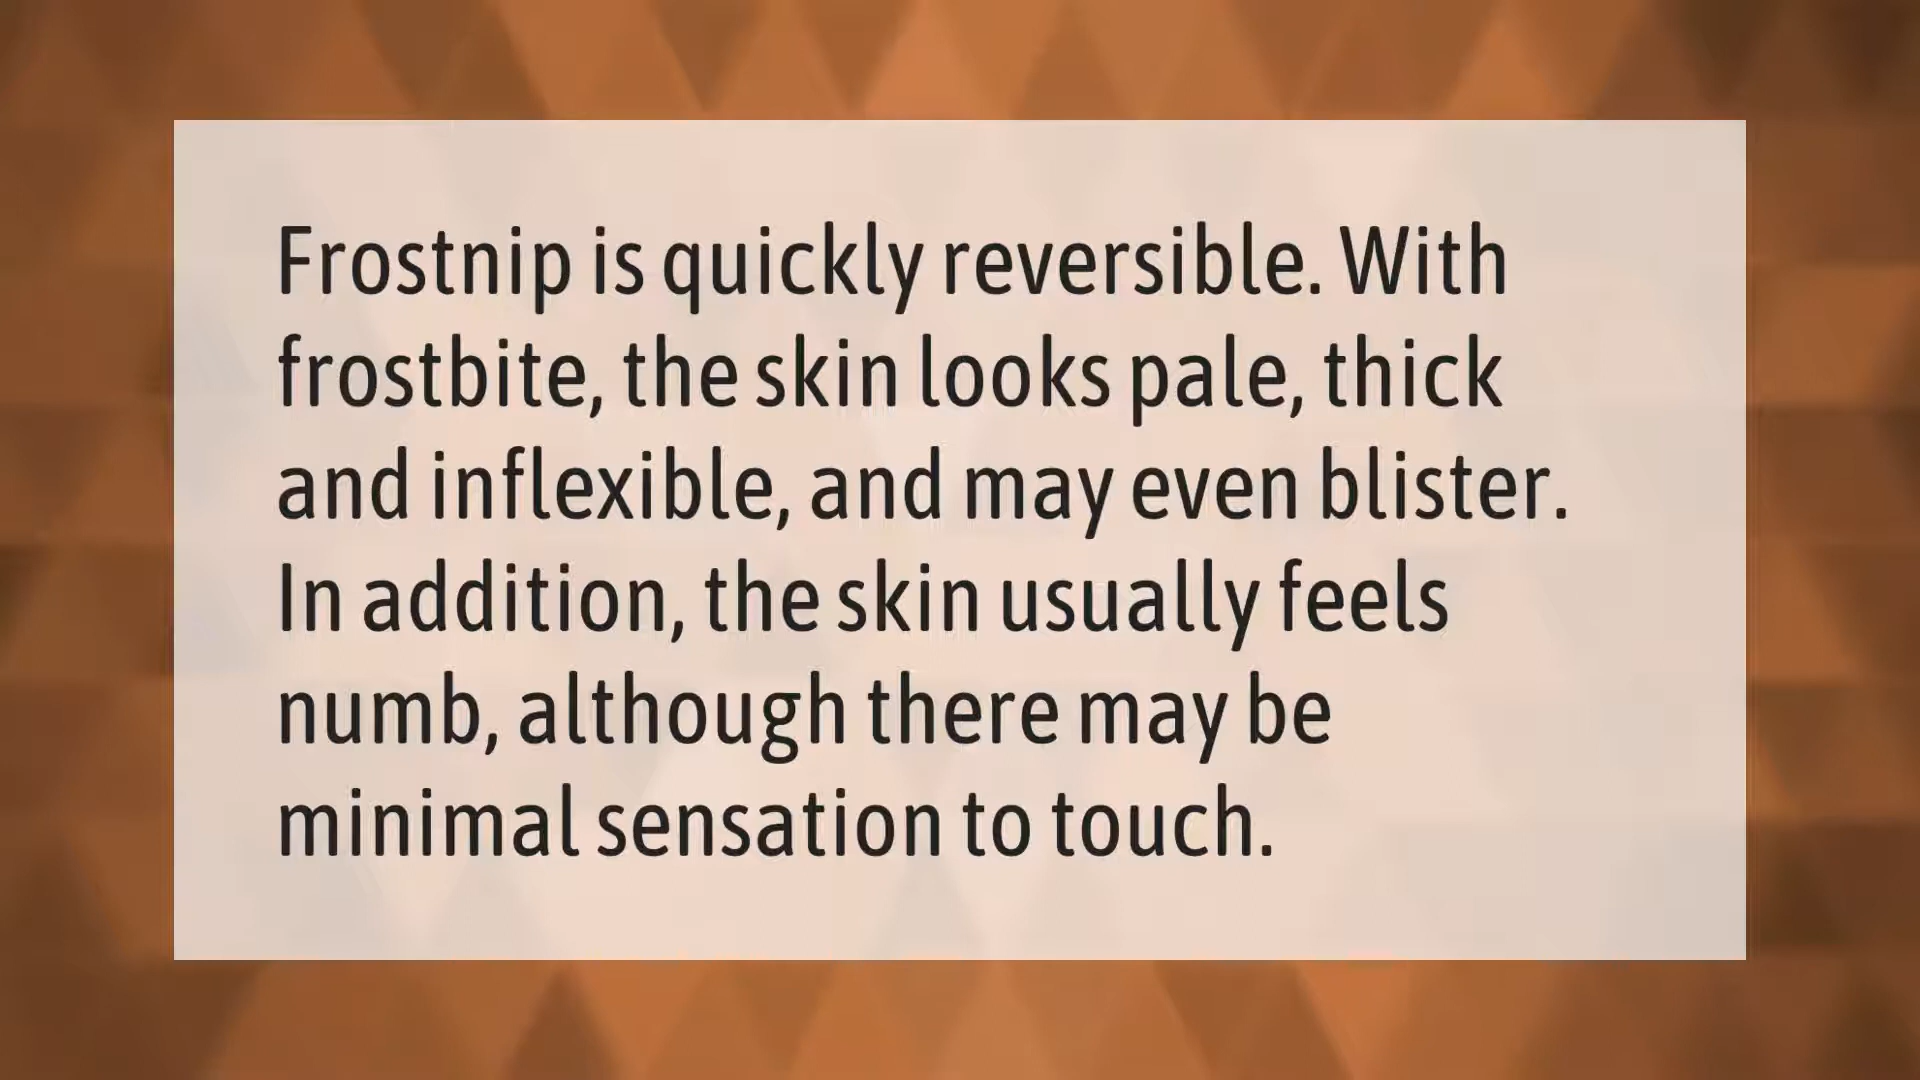 Frostnip is quickly reversible. With
frostbite, the skin looks pale, thick
and inflexible, and may even blister.
In addition, the skin usually feels
numb, although there may be
minimal sensation to touch.